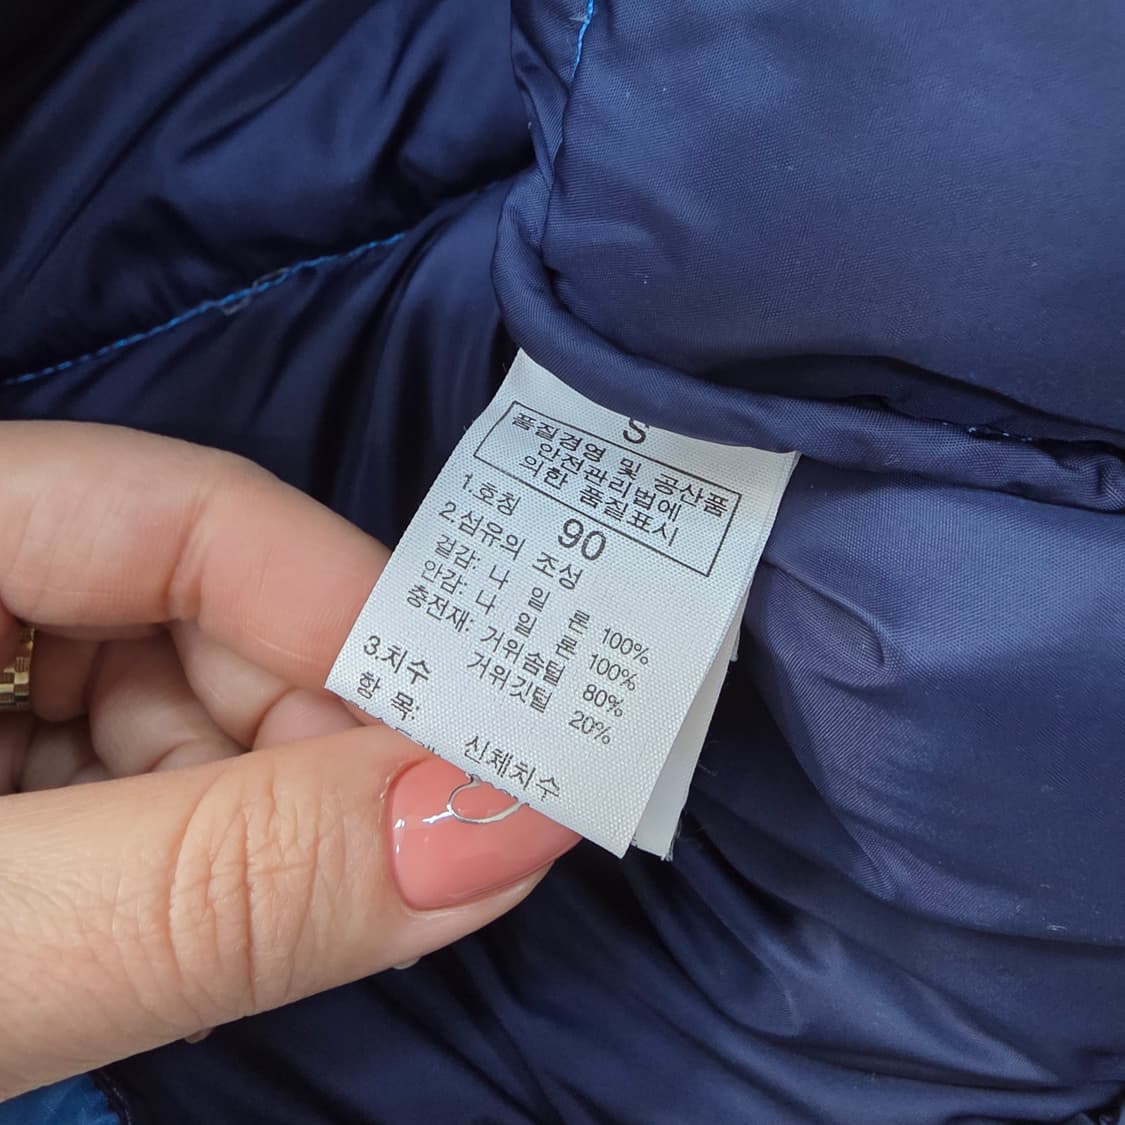 S
품질경영 및 공산품
안전관리법에
의한 품질표시
1.호칭 90
2.섬유의 조성
겉감: 나 일 론 100%
안감: 나 일 론 100%
충전재: 거위솜털 80%
거위깃털 20%
3.치수
항 목: 신체치수